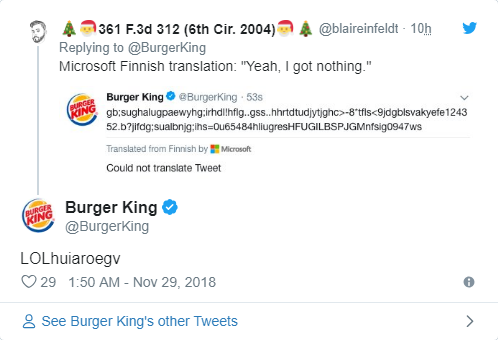 🎄🎅361 F.3d 312 (6th Cir. 2004)🎅🎄 @blaireinfeldt · 10h
Replying to @BurgerKing
Microsoft Finnish translation: "Yeah, I got nothing."
Burger King @BurgerKing · 53s
gb;sughalugpaewyhg;irhdl!hflg..gss..hhrtdtudjytjghc>-8"tfls<9jdgblsvakyefe1243
52.b?jlfdg;sualbnjg;ihs=0u65484hliugresHFUGILBSPJGMnfsig0947ws
Translated from Finnish by Microsoft
Could not translate Tweet
BURGER KING
Burger King
@BurgerKing
LOLhuiaroegv
29 1:50 AM - Nov 29, 2018
See Burger King's other Tweets